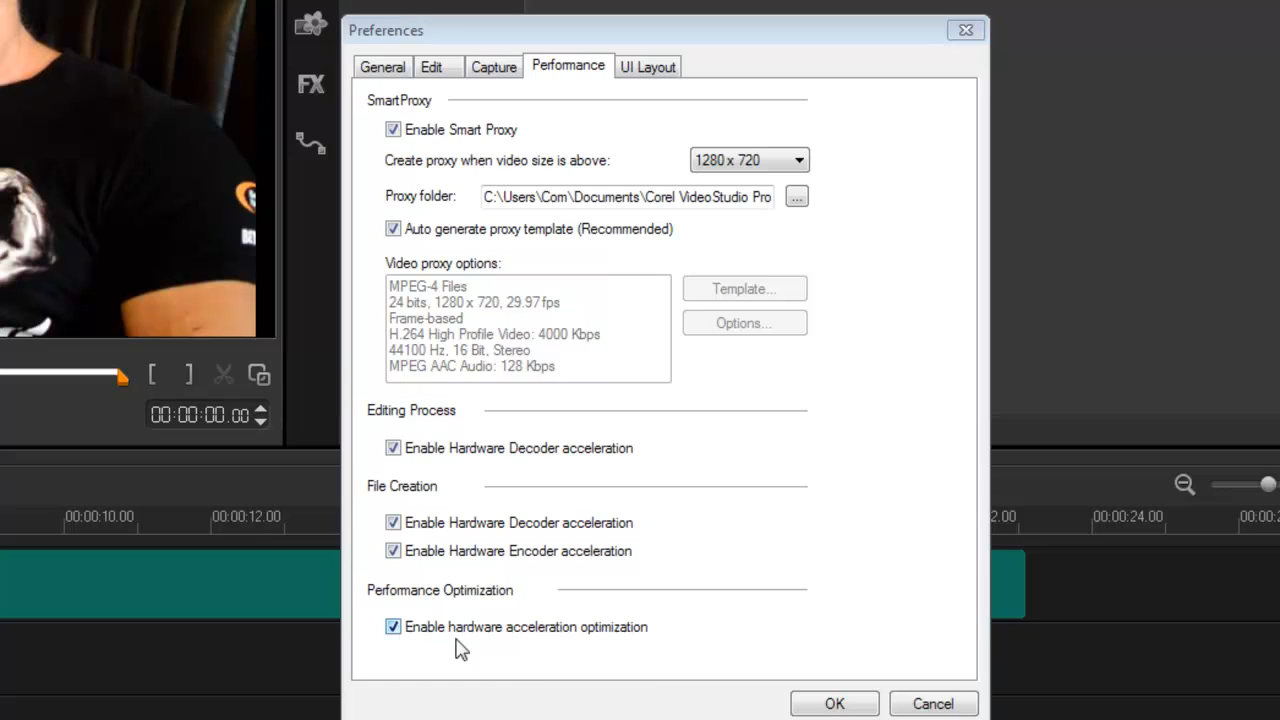 Preferences
General Edit Capture Performance UI Layout
FX
SmartProxy
Enable Smart Proxy
Create proxy when video size is above: 1280 x 720
Proxy folder: C:\Users\Com\Documents\Corel VideoStudio Pro ...
Auto generate proxy template (Recommended)
Video proxy options:
MPEG-4 Files
24 bits, 1280 x 720, 29.97 fps
Frame-based
H.264 High Profile Video: 4000 Kbps
44100 Hz, 16 Bit, Stereo
MPEG AAC Audio: 128 Kbps
Template...
Options...
[ ]
00:00:00.00
Editing Process
Enable Hardware Decoder acceleration
File Creation
00:00:10.00 00:00:12.00 2.00 00:00:24.00 00:00:2
Enable Hardware Decoder acceleration
Enable Hardware Encoder acceleration
Performance Optimization
Enable hardware acceleration optimization
OK Cancel